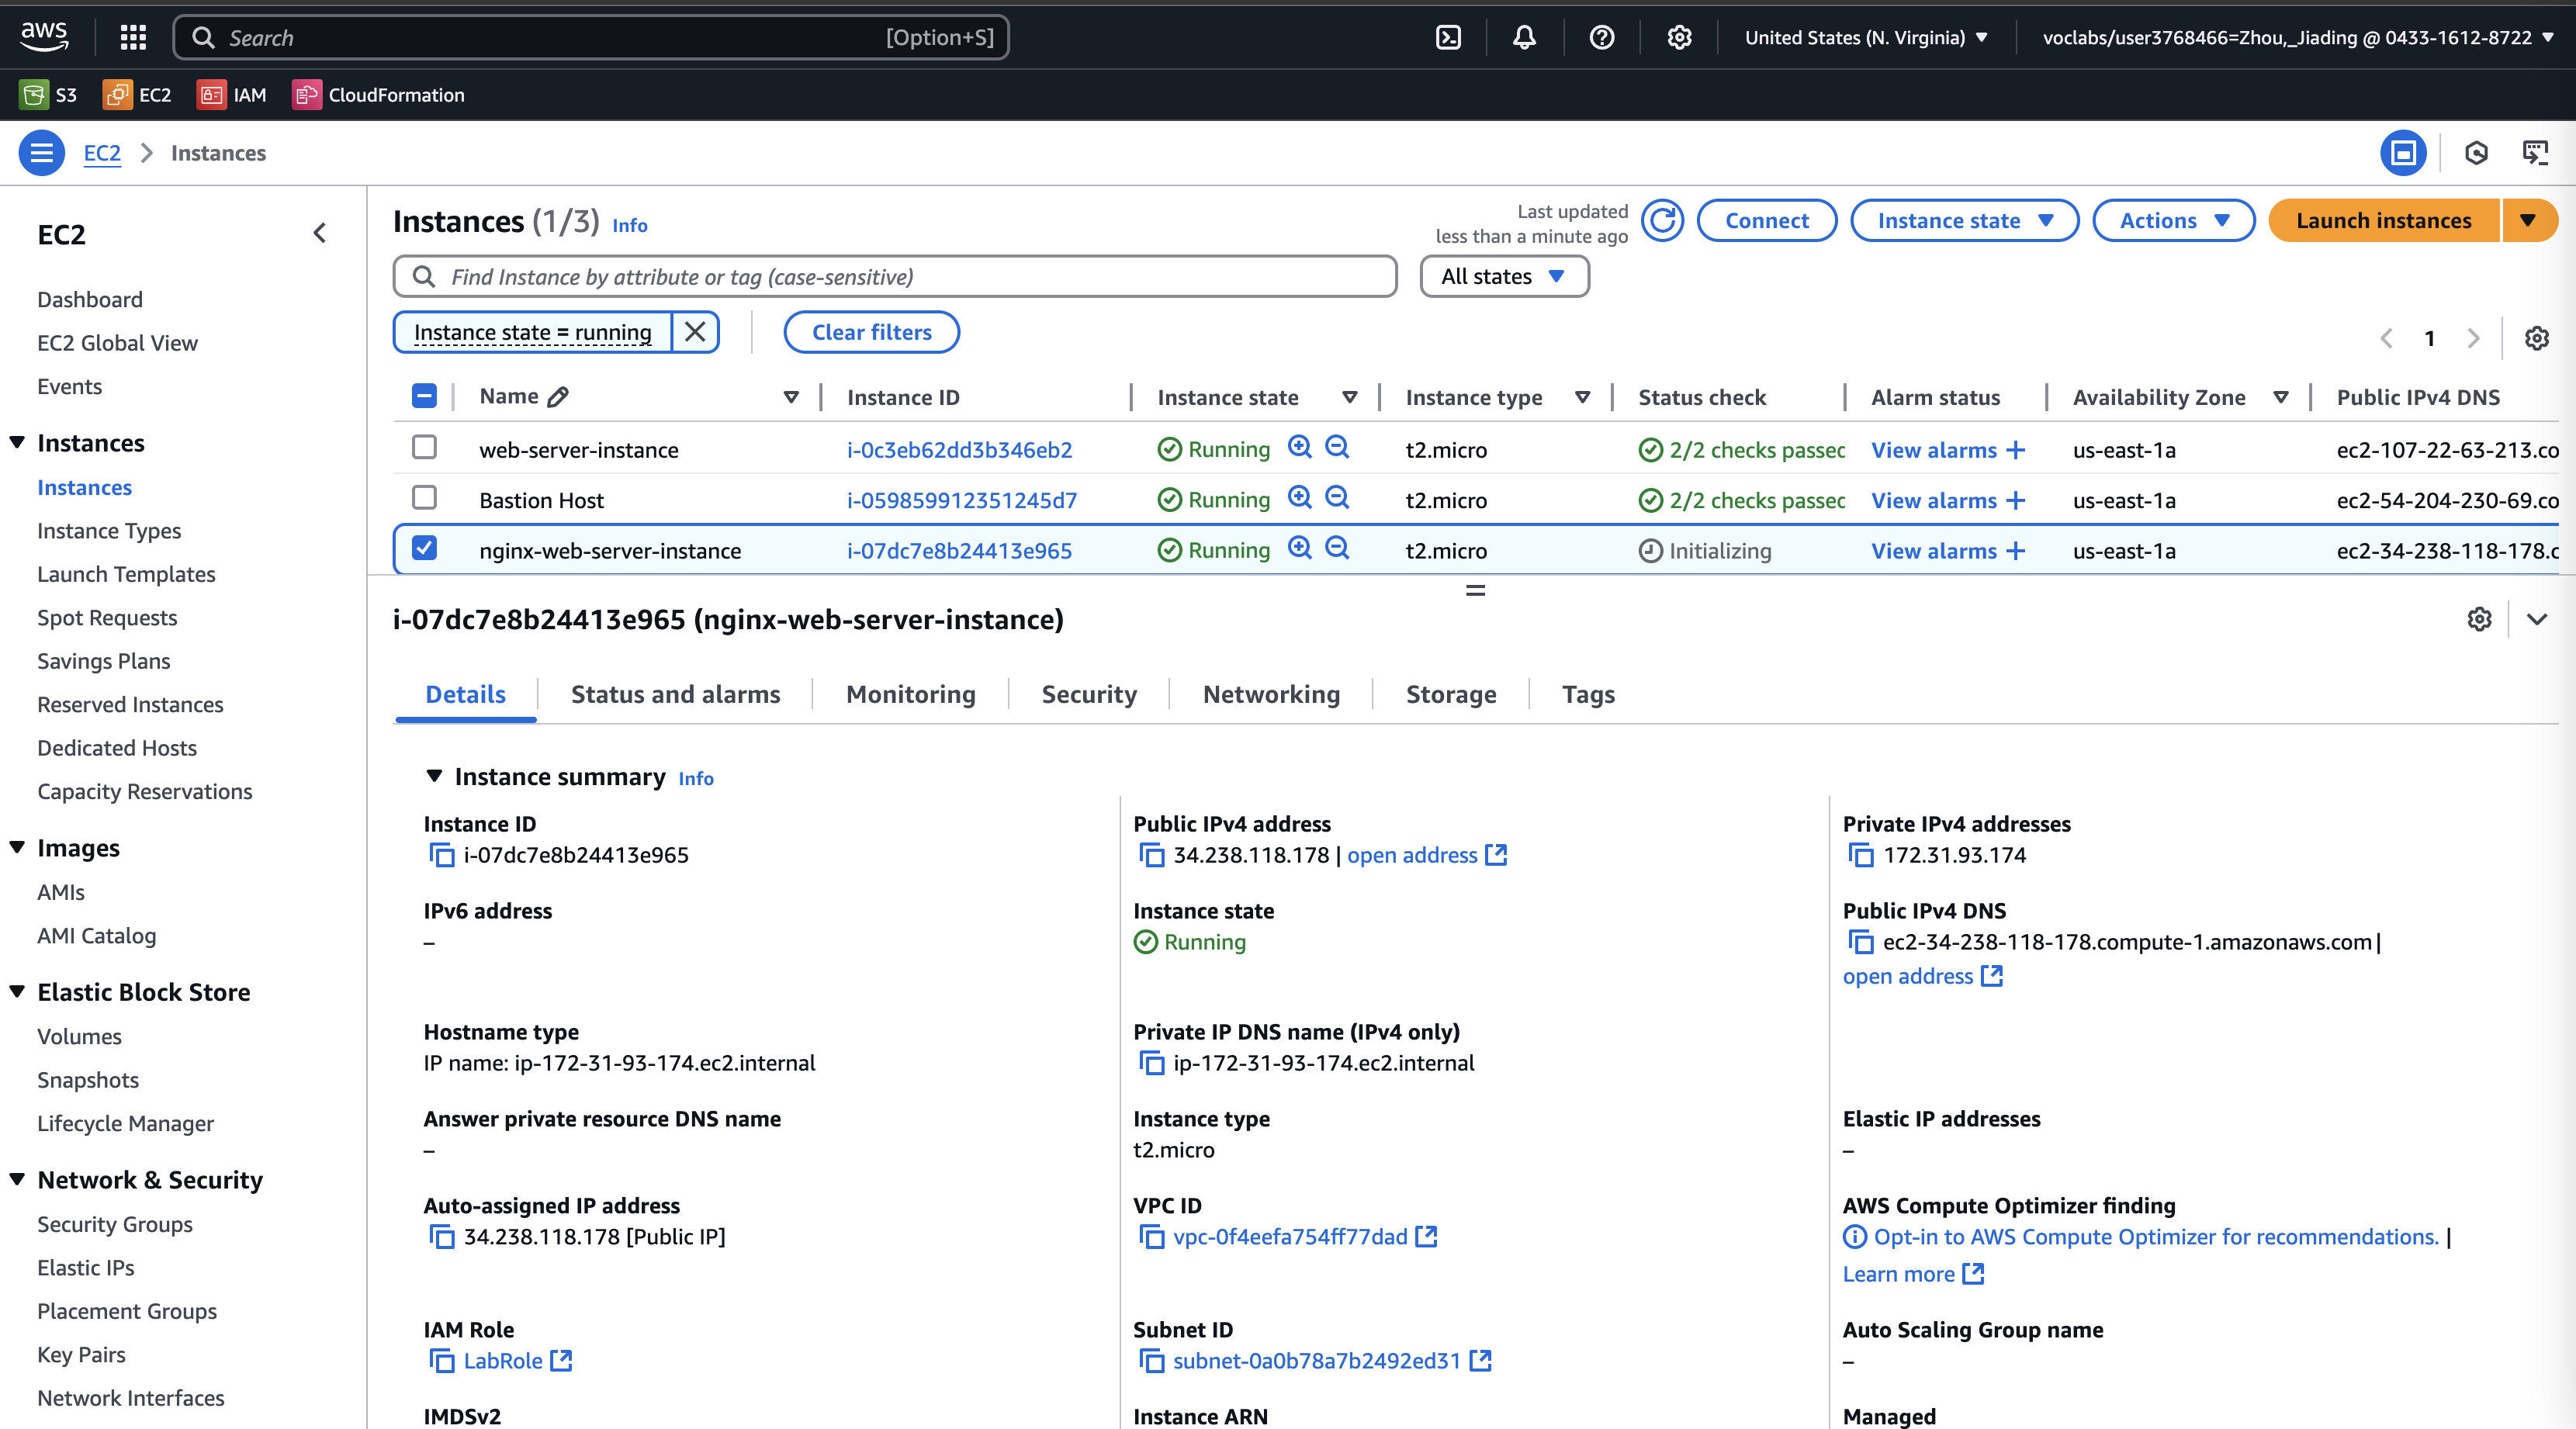 aws
Search [Option+S]
United States (N. Virginia)
voclabs/user3768466=Zhou,_Jiading @ 0433-1612-8722
S3
EC2
IAM
CloudFormation
EC2
Instances
EC2
Dashboard
EC2 Global View
Events
Instances
Instances
Instance Types
Launch Templates
Spot Requests
Savings Plans
Reserved Instances
Dedicated Hosts
Capacity Reservations
Images
AMIs
AMI Catalog
Elastic Block Store
Volumes
Snapshots
Lifecycle Manager
Network & Security
Security Groups
Elastic IPs
Placement Groups
Key Pairs
Network Interfaces
Instances (1/3) Info
Last updated
less than a minute ago
Connect
Instance state
Actions
Launch instances
Find Instance by attribute or tag (case-sensitive)
All states
Instance state = running
Clear filters
1
Name Instance ID Instance state Instance type Status check Alarm status Availability Zone Public IPv4 DNS
web-server-instance i-0c3eb62dd3b346eb2 Running t2.micro 2/2 checks passec View alarms + us-east-1a ec2-107-22-63-213.co
Bastion Host i-059859912351245d7 Running t2.micro 2/2 checks passec View alarms + us-east-1a ec2-54-204-230-69.co
nginx-web-server-instance i-07dc7e8b24413e965 Running t2.micro Initializing View alarms + us-east-1a ec2-34-238-118-178.c
i-07dc7e8b24413e965 (nginx-web-server-instance)
Details
Status and alarms
Monitoring
Security
Networking
Storage
Tags
Instance summary Info
Instance ID
i-07dc7e8b24413e965
Public IPv4 address
34.238.118.178 | open address
Private IPv4 addresses
172.31.93.174
IPv6 address
–
Instance state
Running
Public IPv4 DNS
ec2-34-238-118-178.compute-1.amazonaws.com |
open address
Hostname type
IP name: ip-172-31-93-174.ec2.internal
Private IP DNS name (IPv4 only)
ip-172-31-93-174.ec2.internal
Answer private resource DNS name
–
Instance type
t2.micro
Elastic IP addresses
–
Auto-assigned IP address
34.238.118.178 [Public IP]
VPC ID
vpc-0f4eefa754ff77dad
AWS Compute Optimizer finding
Opt-in to AWS Compute Optimizer for recommendations. |
Learn more
IAM Role
LabRole
Subnet ID
subnet-0a0b78a7b2492ed31
Auto Scaling Group name
–
IMDSv2
Instance ARN
Managed